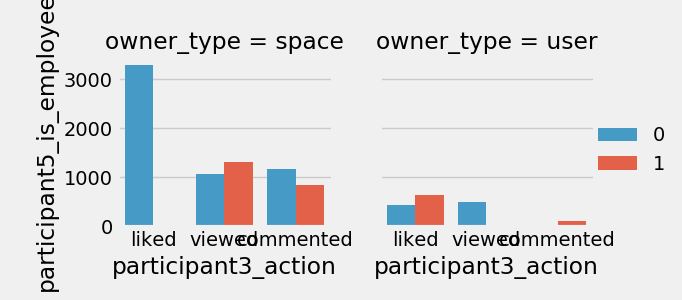 owner_type = space
owner_type = user
participant5_is_employee
3000
2000
1000
0
liked
viewed
commented
liked
viewed
commented
participant3_action
participant3_action
0
1